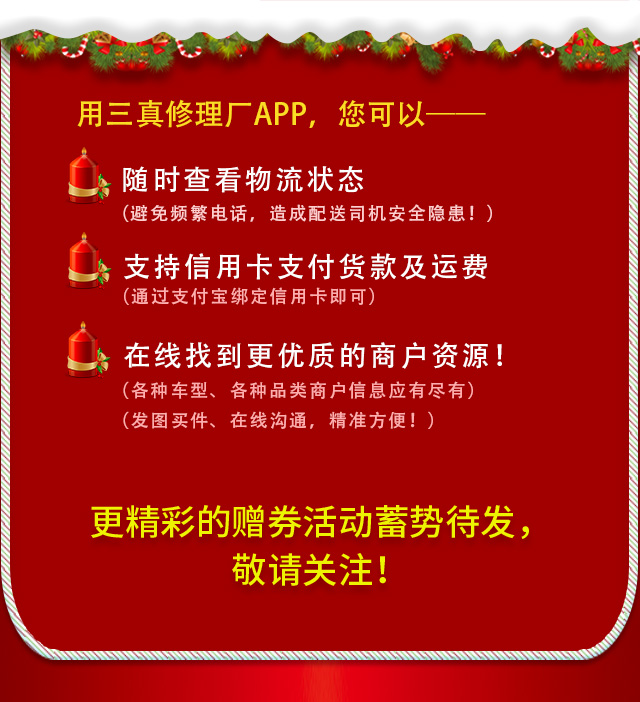 用三真修理厂APP，您可以——
随时查看物流状态
（避免频繁电话，造成配送司机安全隐患！）
支持信用卡支付货款及运费
（通过支付宝绑定信用卡即可）
在线找到更优质的商户资源！
（各种车型、各种品类商户信息应有尽有）
（发图买件、在线沟通，精准方便！）
更精彩的赠券活动蓄势待发，
敬请关注！